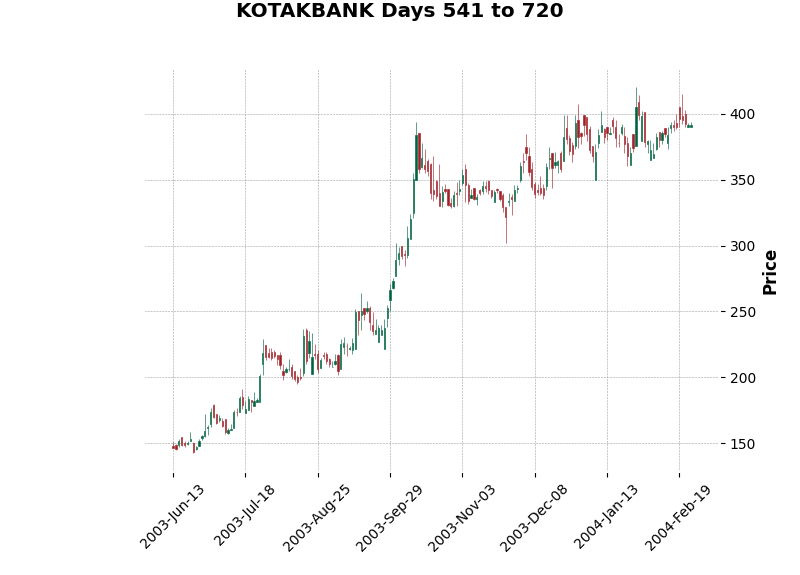 KOTAKBANK Days 541 to 720
400
350
300
250
200
150
Price
2003-Jun-13
2003-Jul-18
2003-Aug-25
2003-Sep-29
2003-Nov-03
2003-Dec-08
2004-Jan-13
2004-Feb-19